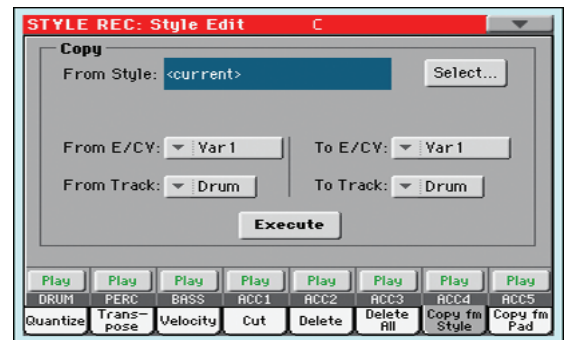 STYLE REC: Style Edit C
Copy
From Style: <current> Select...
From E/CV: Var1 To E/CV: Var1
From Track: Drum To Track: Drum
Execute
Play Play Play Play Play Play Play Play
DRUM PERC BASS ACC1 ACC2 ACC3 ACC4 ACC5
Quantize Trans- Velocity Cut Delete Delete Copy fm Copy fm
pose All Style Pad